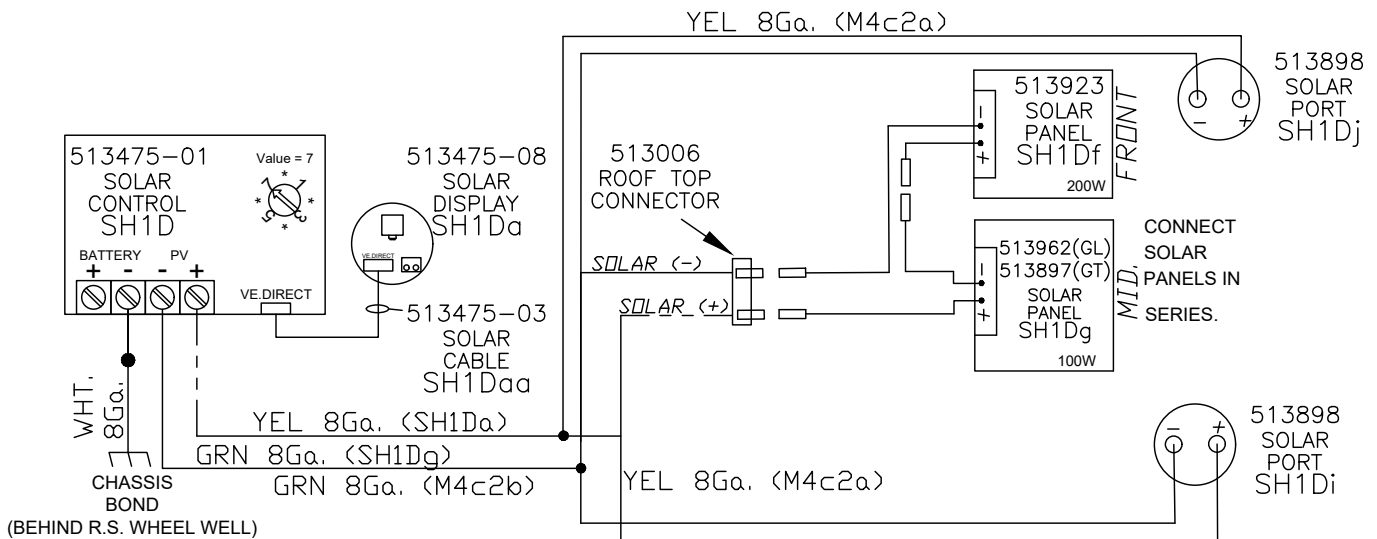 YEL 8Ga. (M4c2a)
513898
SOLAR
PORT
SH1Dj
- +
513923
SOLAR
PANEL
SH1Df
- +
200W
FRONT
513475-01
SOLAR
CONTROL
SH1D
Value = 7
1
3
5
7
* * * *
BATTERY PV
+ - - +
VE.DIRECT
513475-08
SOLAR
DISPLAY
SH1Da
VE.DIRECT
513475-03
SOLAR
CABLE
SH1Daa
513006
ROOF TOP
CONNECTOR
SOLAR (-)
SOLAR (+)
513962(GL)
513897(GT)
SOLAR
PANEL
SH1Dg
- +
100W
MID.
CONNECT
SOLAR
PANELS IN
SERIES.
WHT.
8Ga.
CHASSIS
BOND
(BEHIND R.S. WHEEL WELL)
YEL 8Ga. (SH1Da)
GRN 8Ga. (SH1Dg)
GRN 8Ga. (M4c2b)
YEL 8Ga. (M4c2a)
513898
SOLAR
PORT
SH1Di
- +